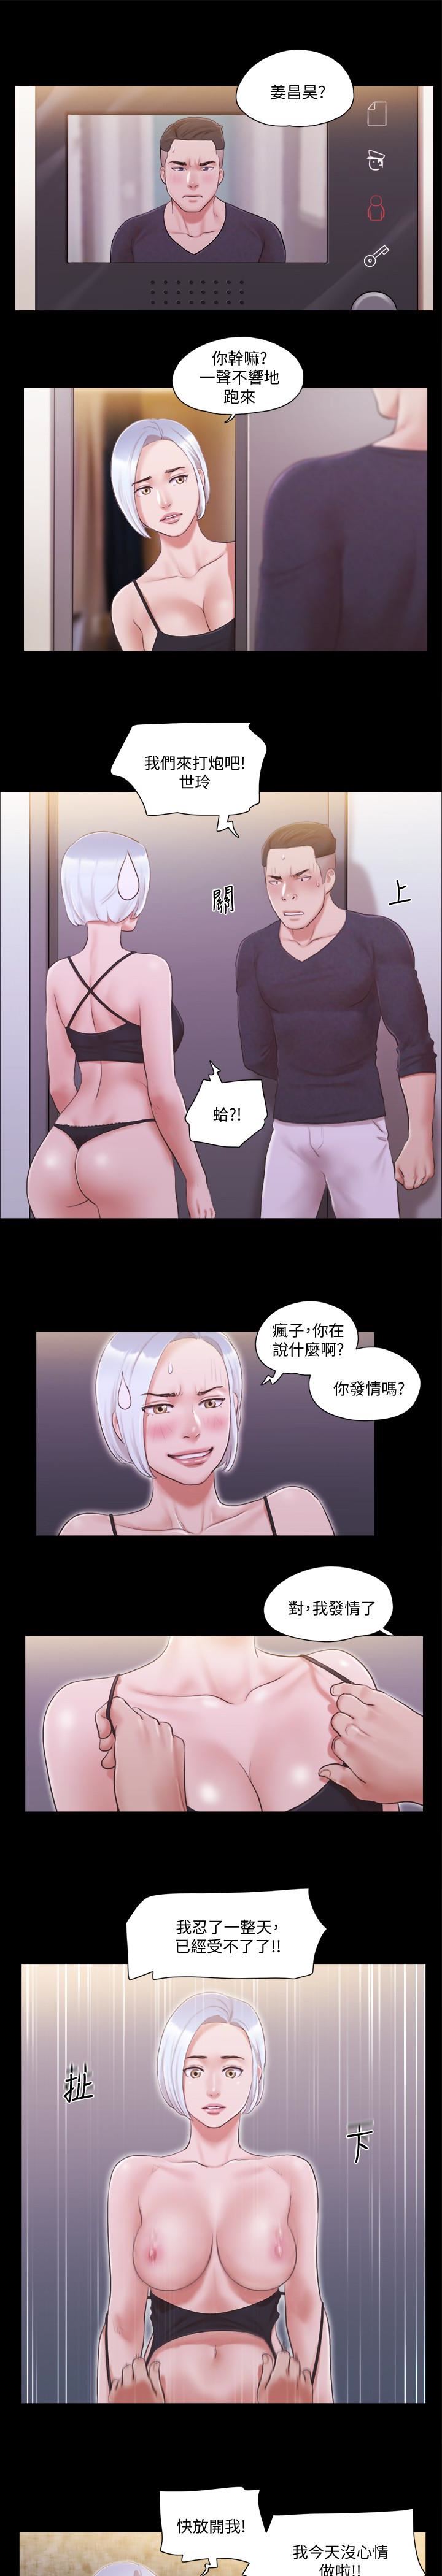 姜昌昊?
你幹嘛?
一聲不響地
跑來
我們來打炮吧!
世玲
關
上
蛤?!
瘋子,你在
說什麼啊?
你發情嗎?
對,我發情了
我忍了一整天,
已經受不了了!!
扯
下
快放開我!
我今天沒心情
做啦!!